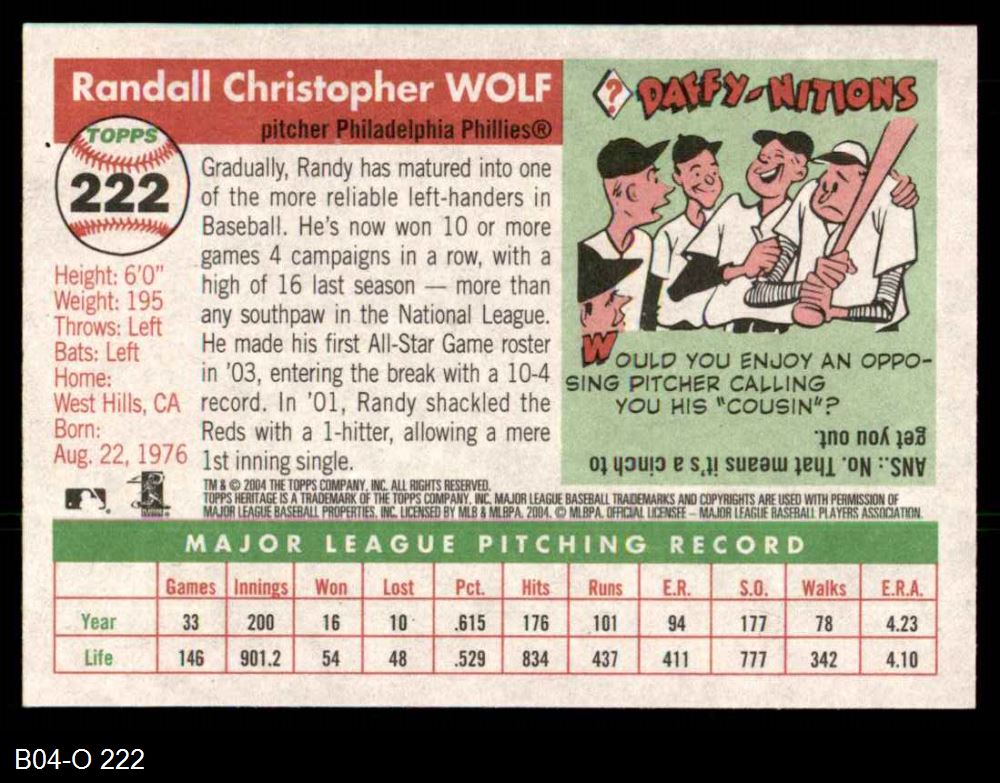 Randall Christopher WOLF
pitcher Philadelphia Phillies®
TOPPS
222
Height: 6'0"
Weight: 195
Throws: Left
Bats: Left
Home:
West Hills, CA
Born:
Aug. 22, 1976
Gradually, Randy has matured into one
of the more reliable left-handers in
Baseball. He's now won 10 or more
games 4 campaigns in a row, with a
high of 16 last season — more than
any southpaw in the National League.
He made his first All-Star Game roster
in '03, entering the break with a 10-4
record. In '01, Randy shackled the
Reds with a 1-hitter, allowing a mere
1st inning single.
? DAFFY-NITIONS
WOULD YOU ENJOY AN OPPO-
SING PITCHER CALLING
YOU HIS "COUSIN"?
ANS.: No. That means it's a cinch to
get you out.
TM & © 2004 THE TOPPS COMPANY, INC. ALL RIGHTS RESERVED.
TOPPS HERITAGE IS A TRADEMARK OF THE TOPPS COMPANY, INC. MAJOR LEAGUE BASEBALL TRADEMARKS AND COPYRIGHTS ARE USED WITH PERMISSION OF
MAJOR LEAGUE BASEBALL PROPERTIES, INC. LICENSED BY MLB & MLBPA. 2004. © MLBPA. OFFICIAL LICENSEE – MAJOR LEAGUE BASEBALL PLAYERS ASSOCIATION.
MAJOR LEAGUE PITCHING RECORD
Games Innings Won Lost Pct. Hits Runs E.R. S.O. Walks E.R.A.
Year 33 200 16 10 .615 176 101 94 177 78 4.23
Life 146 901.2 54 48 .529 834 437 411 777 342 4.10
B04-O 222